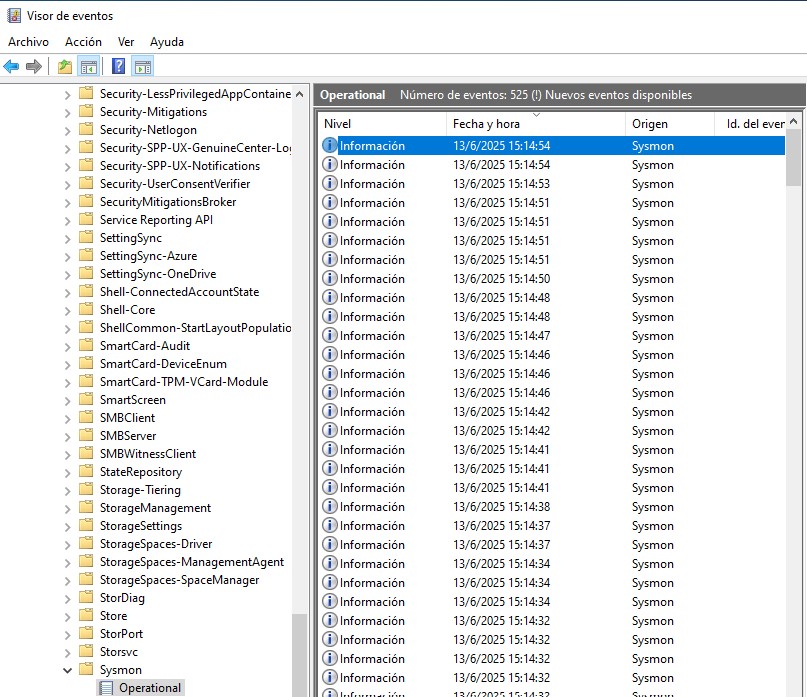 Visor de eventos
Archivo Acción Ver Ayuda
Security-LessPrivilegedAppContaine
Security-Mitigations
Security-Netlogon
Security-SPP-UX-GenuineCenter-Log
Security-SPP-UX-Notifications
Security-UserConsentVerifier
SecurityMitigationsBroker
Service Reporting API
SettingSync
SettingSync-Azure
SettingSync-OneDrive
Shell-ConnectedAccountState
Shell-Core
ShellCommon-StartLayoutPopulatio
SmartCard-Audit
SmartCard-DeviceEnum
SmartCard-TPM-VCard-Module
SmartScreen
SMBClient
SMBServer
SMBWitnessClient
StateRepository
Storage-Tiering
StorageManagement
StorageSettings
StorageSpaces-Driver
StorageSpaces-ManagementAgent
StorageSpaces-SpaceManager
StorDiag
Store
StorPort
Storsvc
Sysmon
Operational
Operational Número de eventos: 525 (!) Nuevos eventos disponibles
Nivel Fecha y hora Origen Id. del even
Información 13/6/2025 15:14:54 Sysmon
Información 13/6/2025 15:14:54 Sysmon
Información 13/6/2025 15:14:53 Sysmon
Información 13/6/2025 15:14:51 Sysmon
Información 13/6/2025 15:14:51 Sysmon
Información 13/6/2025 15:14:51 Sysmon
Información 13/6/2025 15:14:51 Sysmon
Información 13/6/2025 15:14:50 Sysmon
Información 13/6/2025 15:14:48 Sysmon
Información 13/6/2025 15:14:48 Sysmon
Información 13/6/2025 15:14:47 Sysmon
Información 13/6/2025 15:14:46 Sysmon
Información 13/6/2025 15:14:46 Sysmon
Información 13/6/2025 15:14:46 Sysmon
Información 13/6/2025 15:14:42 Sysmon
Información 13/6/2025 15:14:42 Sysmon
Información 13/6/2025 15:14:41 Sysmon
Información 13/6/2025 15:14:41 Sysmon
Información 13/6/2025 15:14:41 Sysmon
Información 13/6/2025 15:14:38 Sysmon
Información 13/6/2025 15:14:37 Sysmon
Información 13/6/2025 15:14:37 Sysmon
Información 13/6/2025 15:14:34 Sysmon
Información 13/6/2025 15:14:34 Sysmon
Información 13/6/2025 15:14:34 Sysmon
Información 13/6/2025 15:14:32 Sysmon
Información 13/6/2025 15:14:32 Sysmon
Información 13/6/2025 15:14:32 Sysmon
Información 13/6/2025 15:14:32 Sysmon
Información 13/6/2025 15:14:32 Sysmon